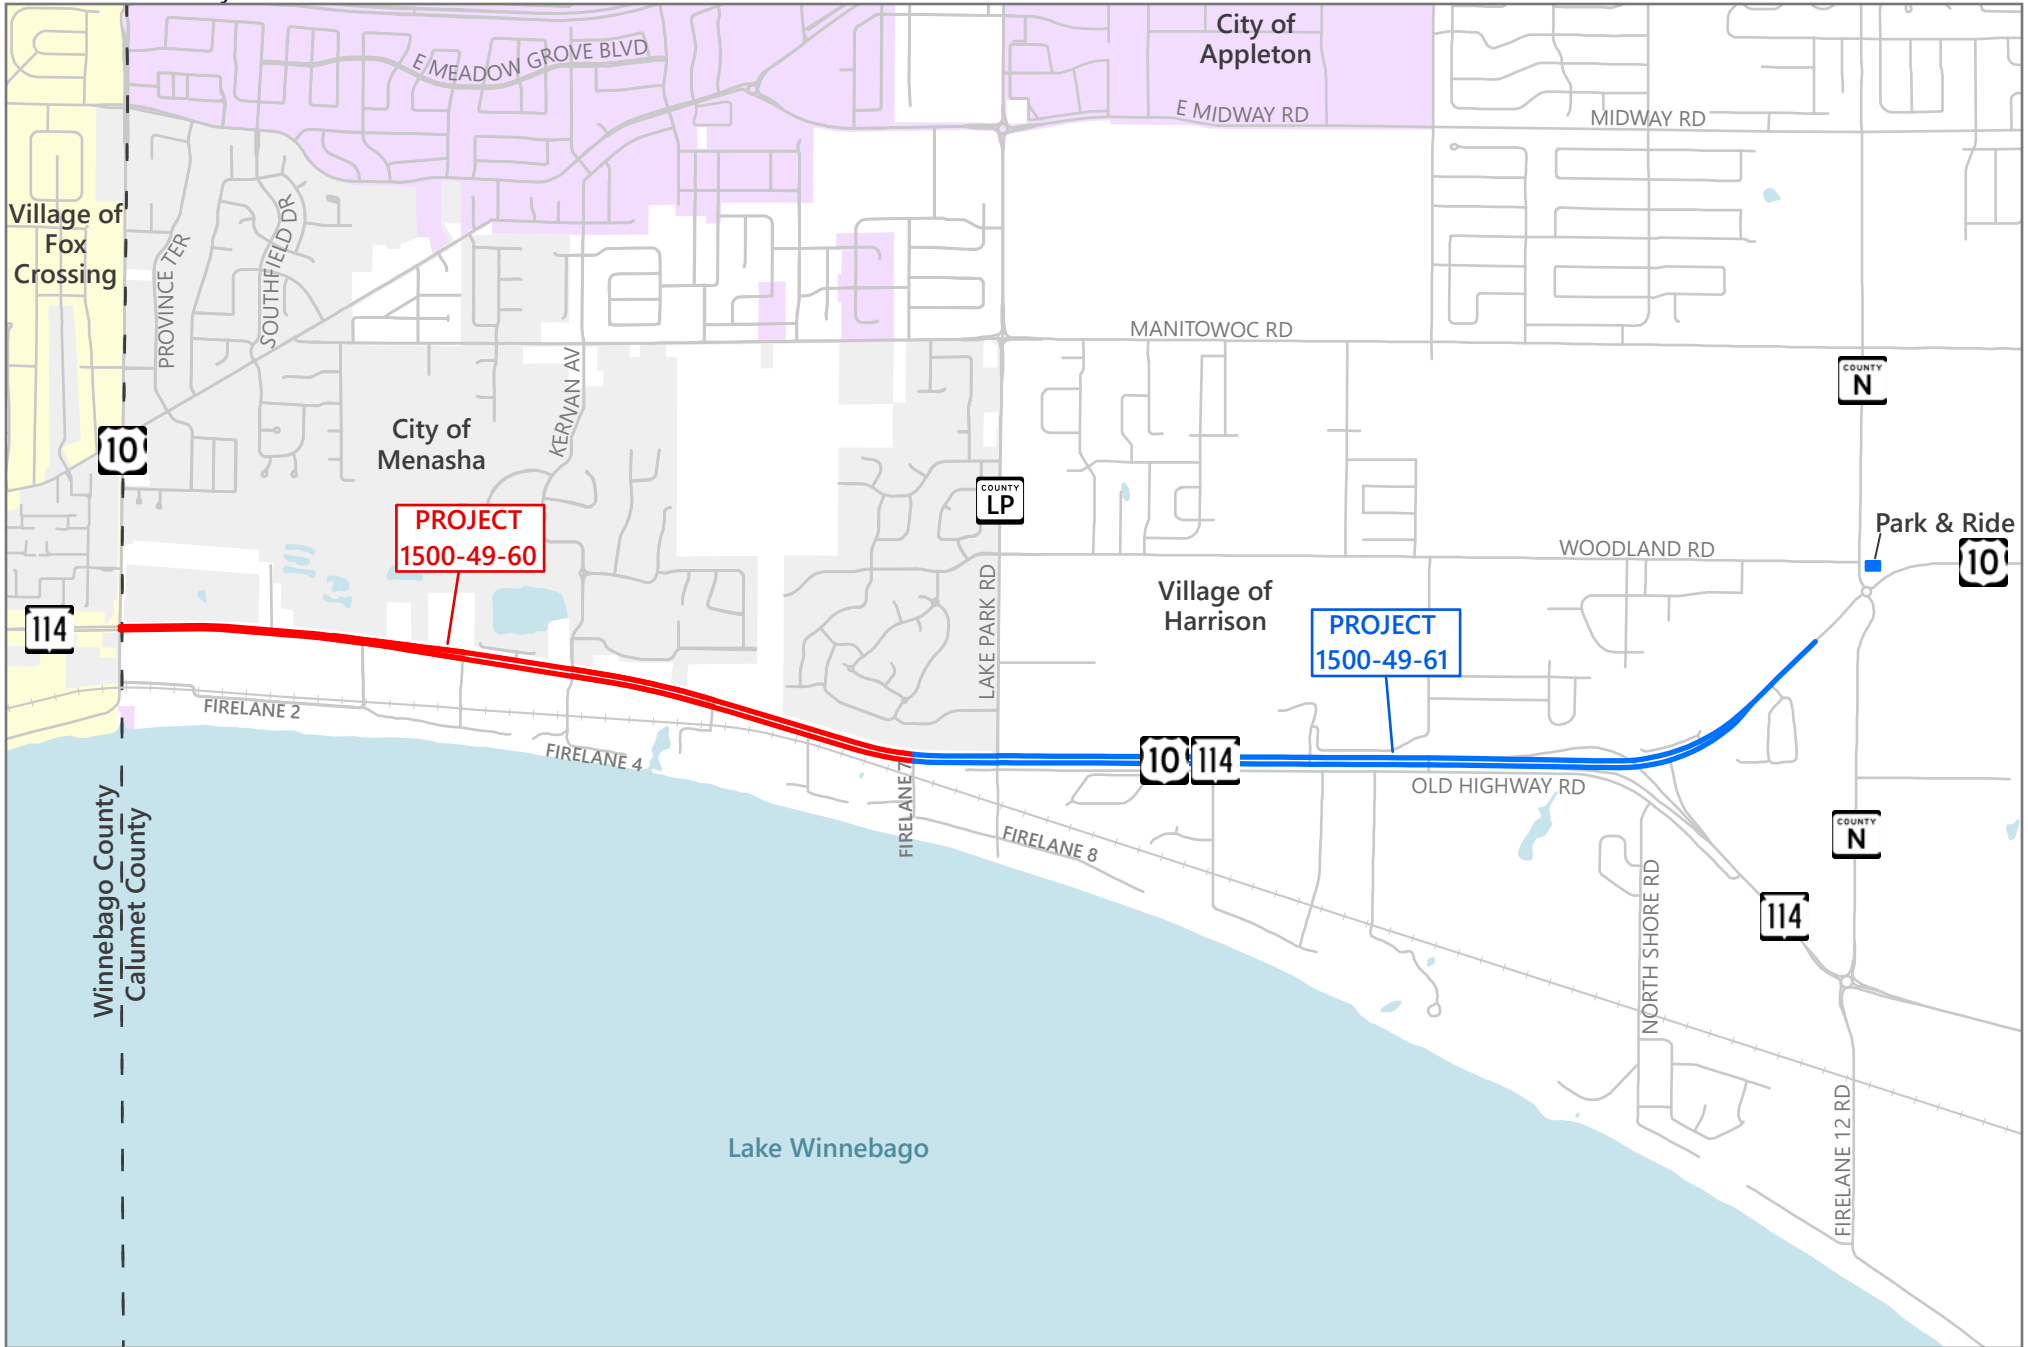 City of
Appleton
E MEADOW GROVE BLVD
E MIDWAY RD
MIDWAY RD
Village of
Fox
Crossing
PROVINCE TER
SOUTHFIELD DR
MANITOWOC RD
COUNTY
N
KERNAN AV
City of
Menasha
10
COUNTY
LP
PROJECT
1500-49-60
Park & Ride
WOODLAND RD
10
Village of
Harrison
LAKE PARK RD
114
PROJECT
1500-49-61
FIRELANE 2
FIRELANE 4
10
114
OLD HIGHWAY RD
FIRELANE 7
FIRELANE 8
COUNTY
N
Winnebago County
Calumet County
NORTH SHORE RD
114
FIRELANE 12 RD
Lake Winnebago